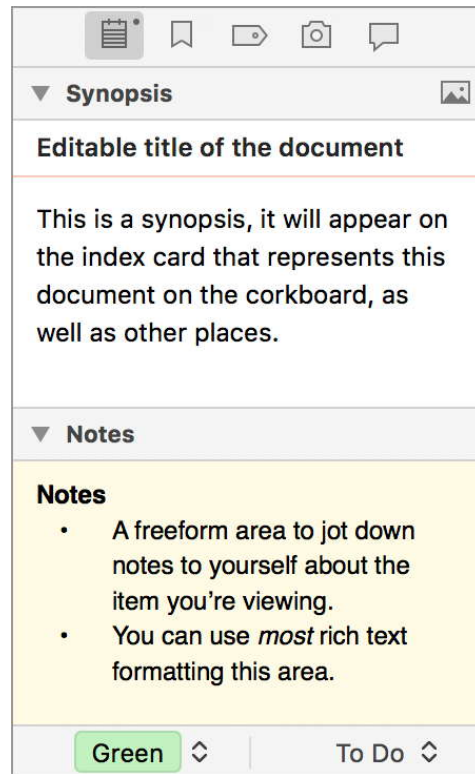 Synopsis
Editable title of the document
This is a synopsis, it will appear on
the index card that represents this
document on the corkboard, as
well as other places.
Notes
Notes
• A freeform area to jot down
notes to yourself about the
item you're viewing.
• You can use most rich text
formatting this area.
Green To Do